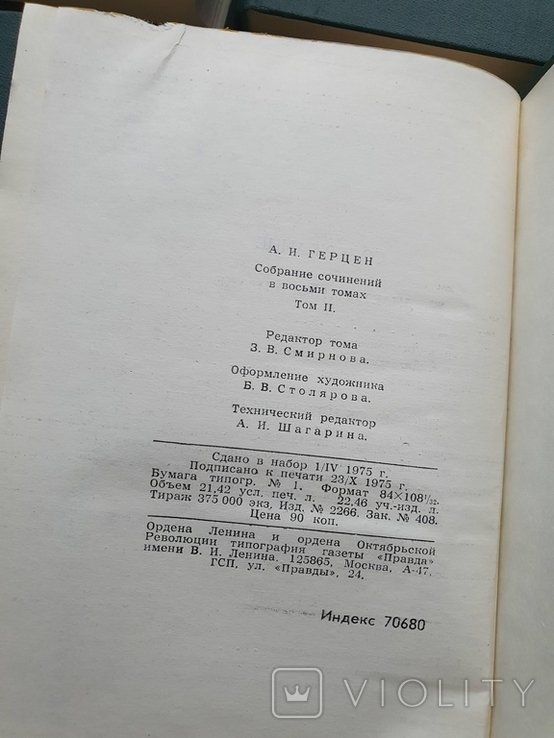 А. И. ГЕРЦЕН
Собрание сочинений
в восьми томах
Том II.
Редактор тома
З. В. Смирнова.
Оформление художника
Б. В. Столярова.
Технический редактор
А. И. Шагарина.
Сдано в набор 1/IV 1975 г.
Подписано к печати 23/X 1975 г.
Бумага типогр. № 1. Формат 84×108¹/₃₂.
Объем 21,42 усл. печ. л. 22,46 уч.-изд. л.
Тираж 375 000 экз. Изд. № 2266. Зак. № 408.
Цена 90 коп.
Ордена Ленина и ордена Октябрьской
Революции типография газеты «Правда»
имени В. И. Ленина. 125865, Москва, А-47,
ГСП, ул. «Правды», 24.
Индекс 70680
VIOLITY